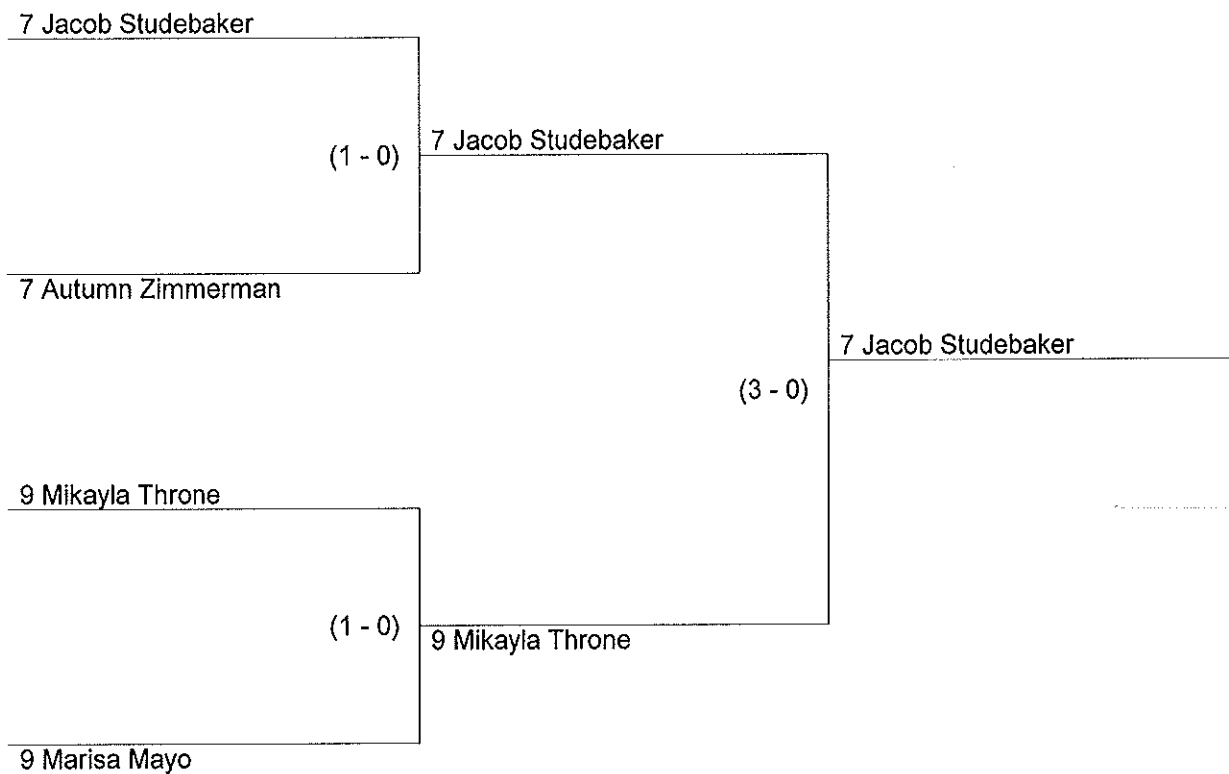 7 Jacob Studebaker
(1 - 0)
7 Jacob Studebaker
7 Autumn Zimmerman
7 Jacob Studebaker
(3 - 0)
9 Mikayla Throne
(1 - 0)
9 Mikayla Throne
9 Marisa Mayo